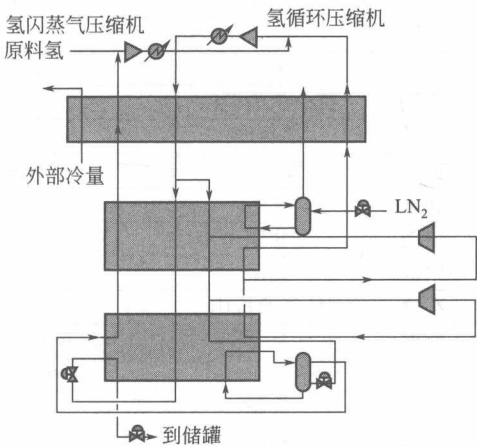 氢闪蒸气压缩机
氢循环压缩机
原料氢
外部冷量
LN₂
到储罐